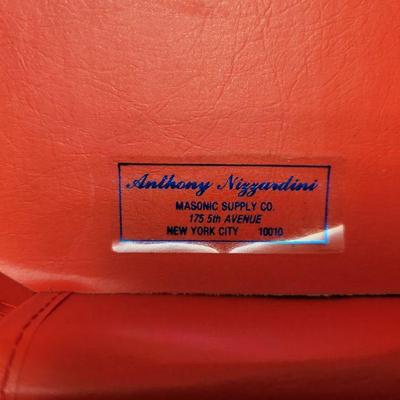 Anthony Nizzardini
MASONIC SUPPLY CO.
175 5th AVENUE
NEW YORK CITY 10010